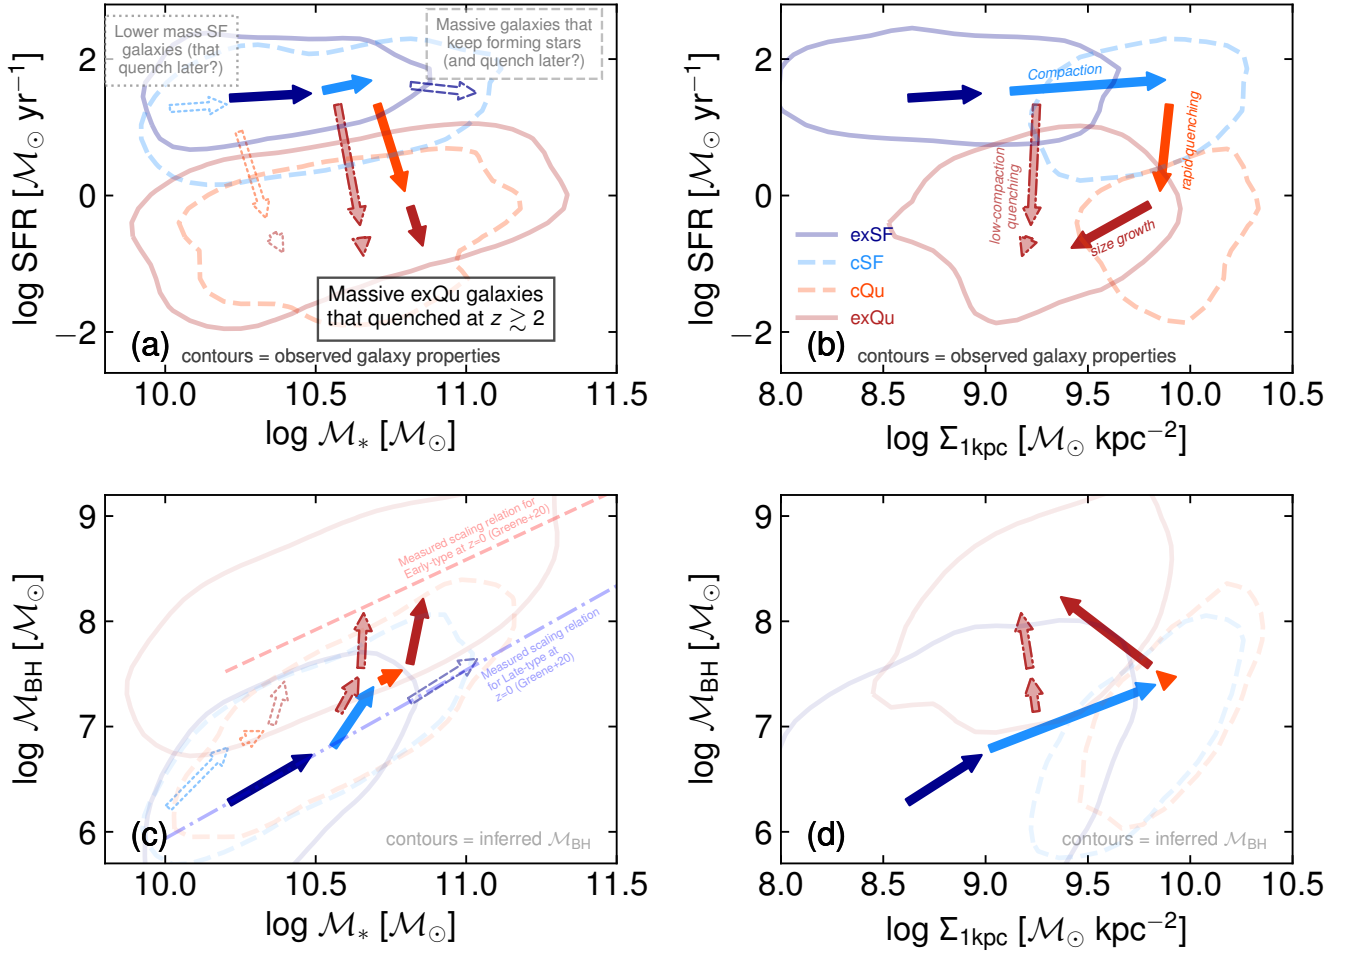 Lower mass SF
galaxies (that
quench later?)
Massive galaxies that
keep forming stars
(and quench later?)
2
0
−2
log SFR [ℳ⊙ yr⁻¹]
Massive exQu galaxies
that quenched at z ≳ 2
(a)
contours = observed galaxy properties
10.0 10.5 11.0 11.5
log ℳ* [ℳ⊙]
Compaction
rapid quenching
low-compaction
quenching
size growth
exSF
cSF
cQu
exQu
2
0
−2
log SFR [ℳ⊙ yr⁻¹]
(b)
contours = observed galaxy properties
8.0 8.5 9.0 9.5 10.0 10.5
log Σ1kpc [ℳ⊙ kpc⁻²]
Measured scaling relation for
Early-type at z=0 (Greene+20)
Measured scaling relation
for Late-type at
z=0 (Greene+20)
9
8
7
6
log ℳBH [ℳ⊙]
(c)
contours = inferred ℳBH
10.0 10.5 11.0 11.5
log ℳ* [ℳ⊙]
9
8
7
6
log ℳBH [ℳ⊙]
(d)
contours = inferred ℳBH
8.0 8.5 9.0 9.5 10.0 10.5
log Σ1kpc [ℳ⊙ kpc⁻²]